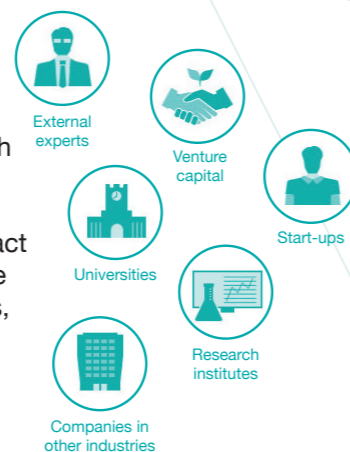 External
experts
Venture
capital
Start-ups
Universities
Research
institutes
Companies in
other industries